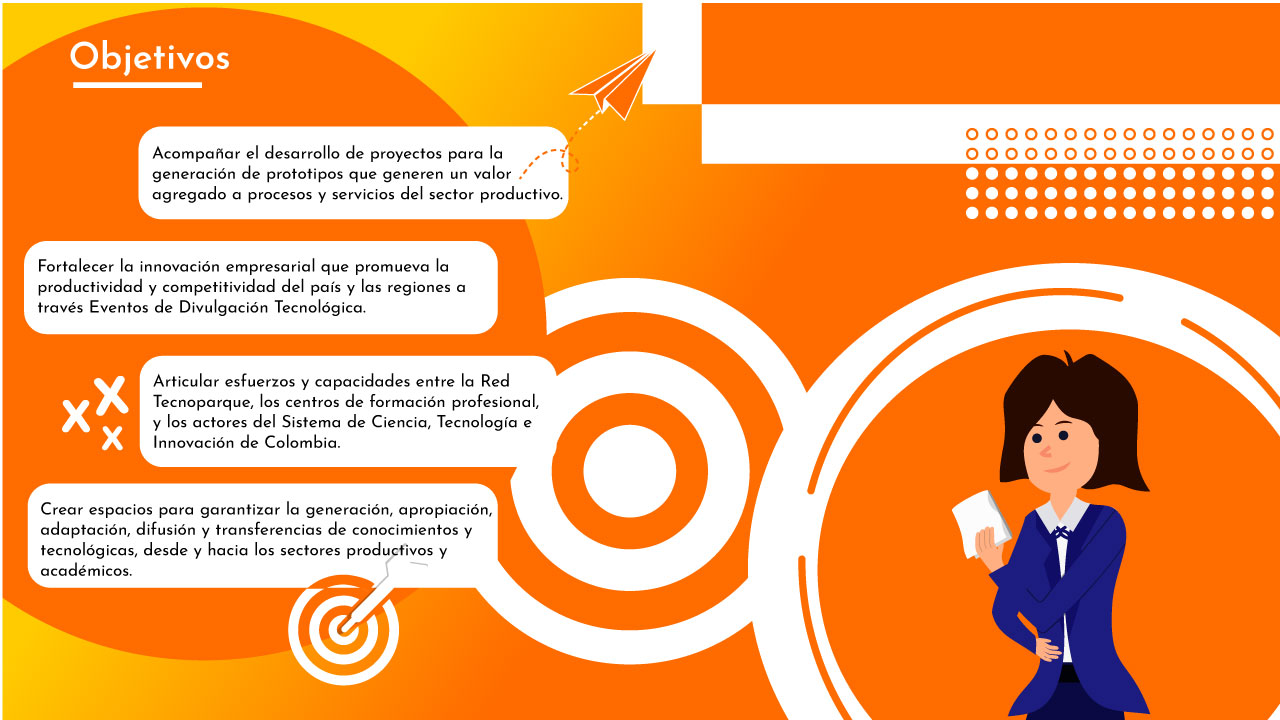 Objetivos
Acompañar el desarrollo de proyectos para la
generación de prototipos que generen un valor
agregado a procesos y servicios del sector productivo.
Fortalecer la innovación empresarial que promueva la
productividad y competitividad del país y las regiones a
través Eventos de Divulgación Tecnológica.
Articular esfuerzos y capacidades entre la Red
Tecnoparque, los centros de formación profesional,
y los actores del Sistema de Ciencia, Tecnología e
Innovación de Colombia.
Crear espacios para garantizar la generación, apropiación,
adaptación, difusión y transferencias de conocimientos y
tecnológicas, desde y hacia los sectores productivos y
académicos.